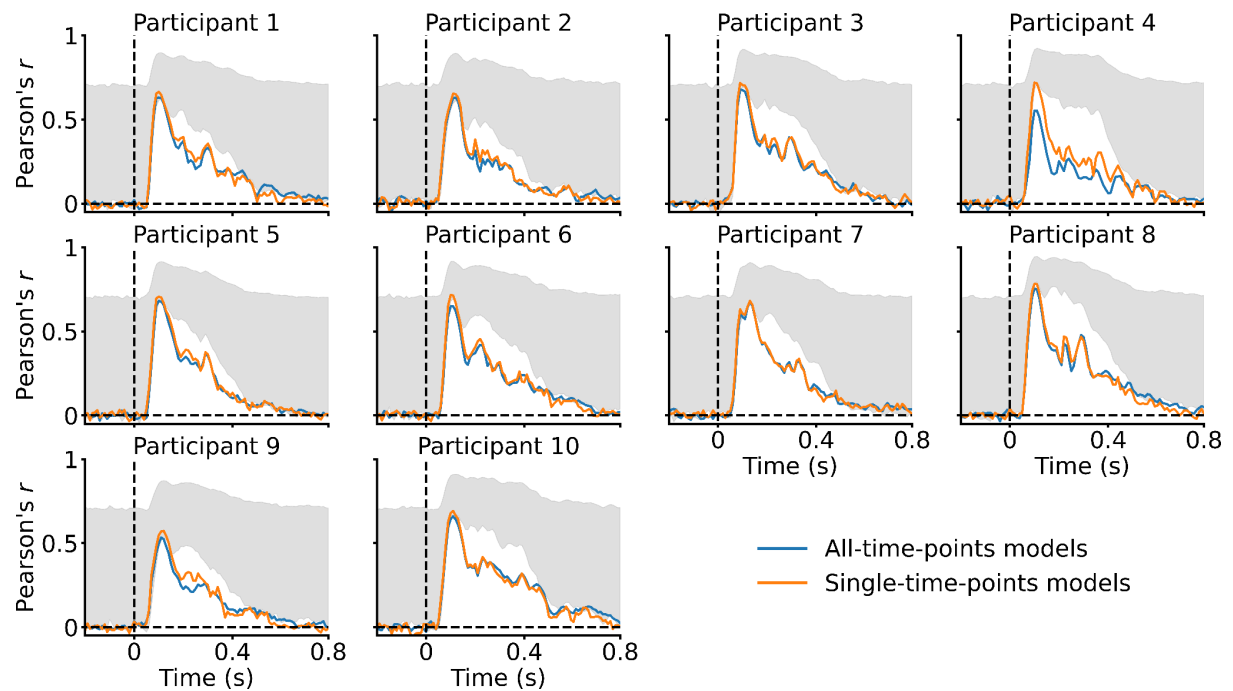 Participant 1 Participant 2 Participant 3 Participant 4
1
Pearson's r
0.5
0
Participant 5 Participant 6 Participant 7 Participant 8
1
Pearson's r
0.5
0
0 0.4 0.8 0 0.4 0.8
Time (s) Time (s)
Participant 9 Participant 10
1
Pearson's r
0.5
0
0 0.4 0.8 0 0.4 0.8
Time (s) Time (s)
All-time-points models
Single-time-points models